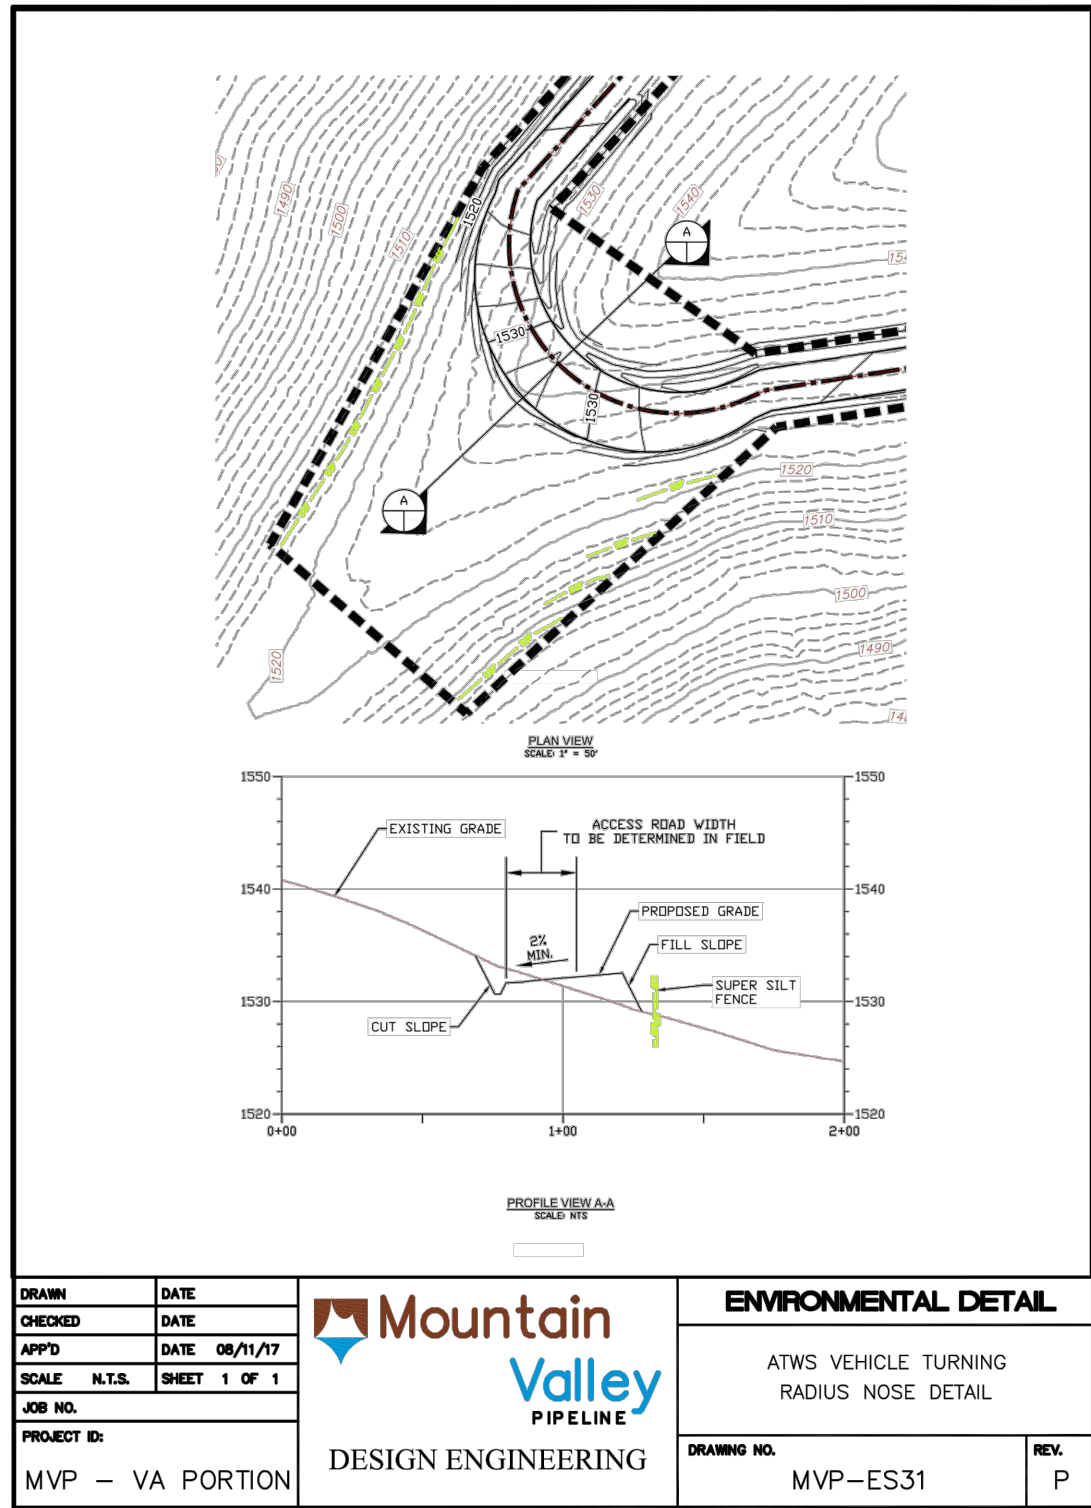 1490
1500
1510
1520
1530
1540
A
1530
1530
A
1520
1520
1510
1500
1490
PLAN VIEW
SCALE: 1" = 50'
1550
1550
EXISTING GRADE
ACCESS ROAD WIDTH
TO BE DETERMINED IN FIELD
1540
1540
PROPOSED GRADE
2%
MIN.
FILL SLOPE
SUPER SILT
FENCE
1530
1530
CUT SLOPE
1520
1520
0+00
1+00
2+00
PROFILE VIEW A-A
SCALE: NTS
DRAWN DATE
CHECKED DATE
APP'D DATE 08/11/17
SCALE N.T.S. SHEET 1 OF 1
JOB NO.
PROJECT ID:
MVP - VA PORTION
Mountain
Valley
PIPELINE
DESIGN ENGINEERING
ENVIRONMENTAL DETAIL
ATWS VEHICLE TURNING
RADIUS NOSE DETAIL
DRAWING NO.
MVP-ES31
REV.
P